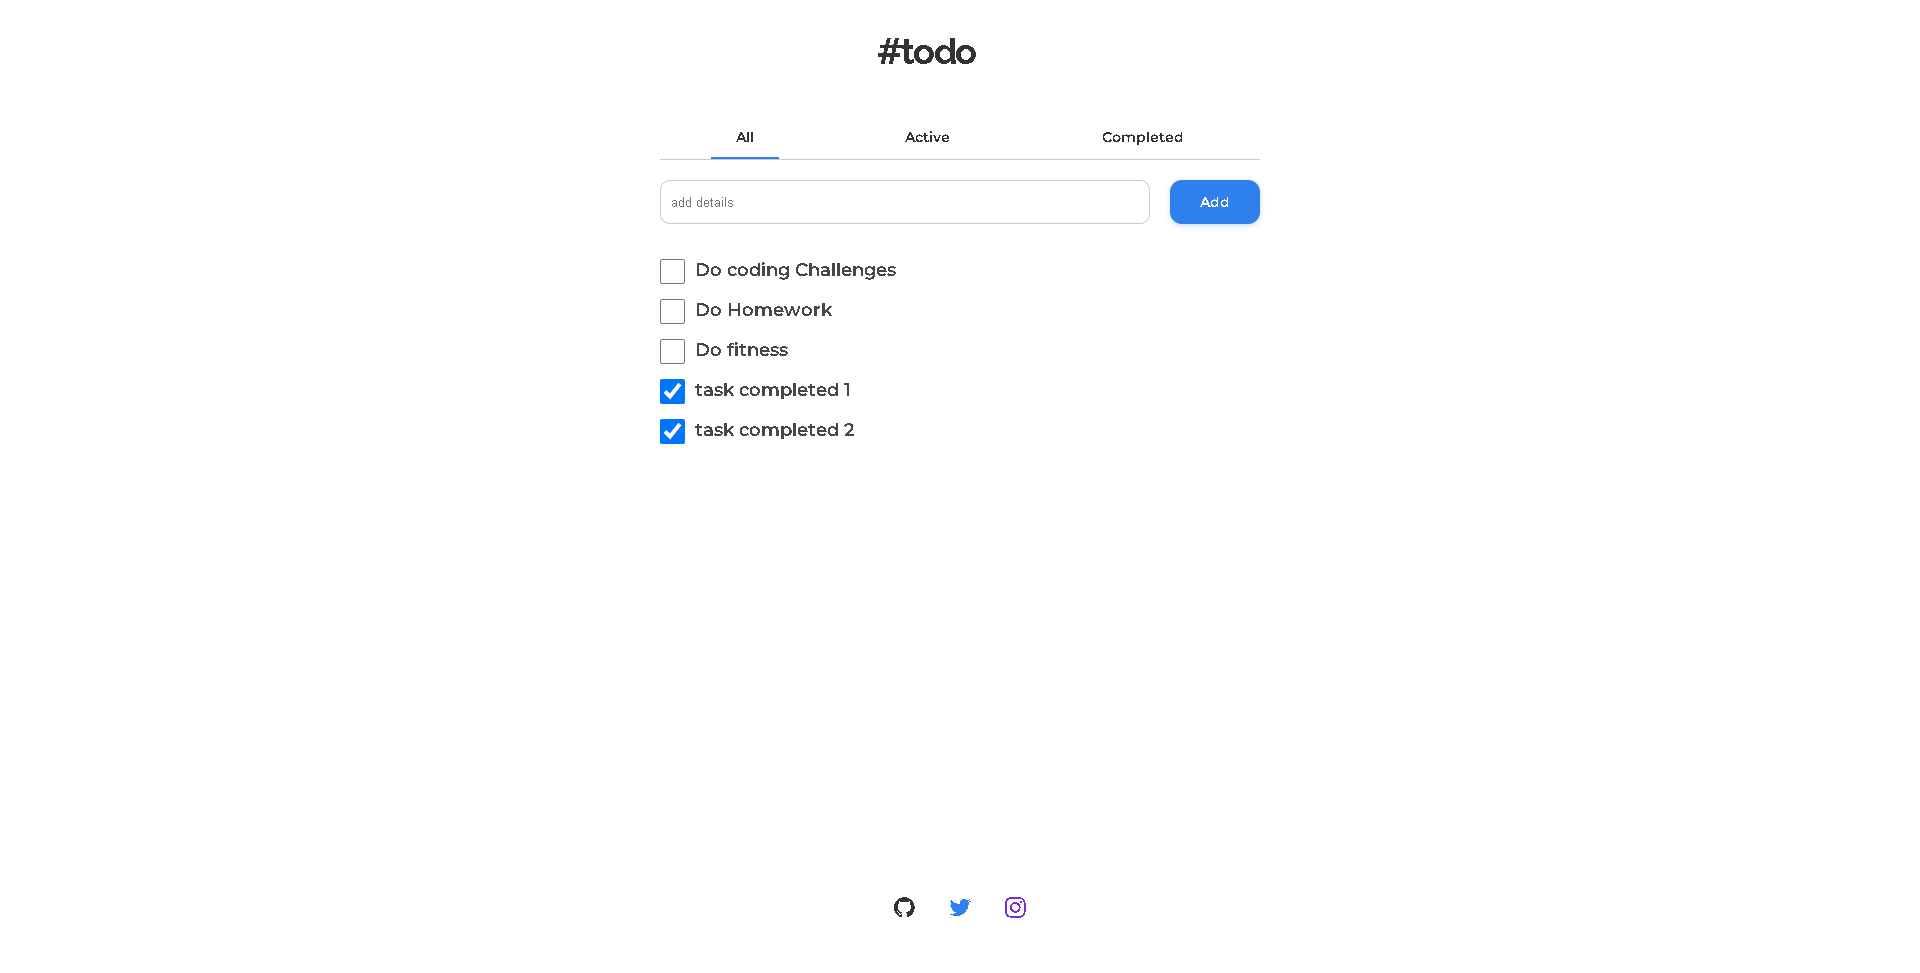 #todo
All Active Completed
add details Add
Do coding Challenges
Do Homework
Do fitness
task completed 1
task completed 2